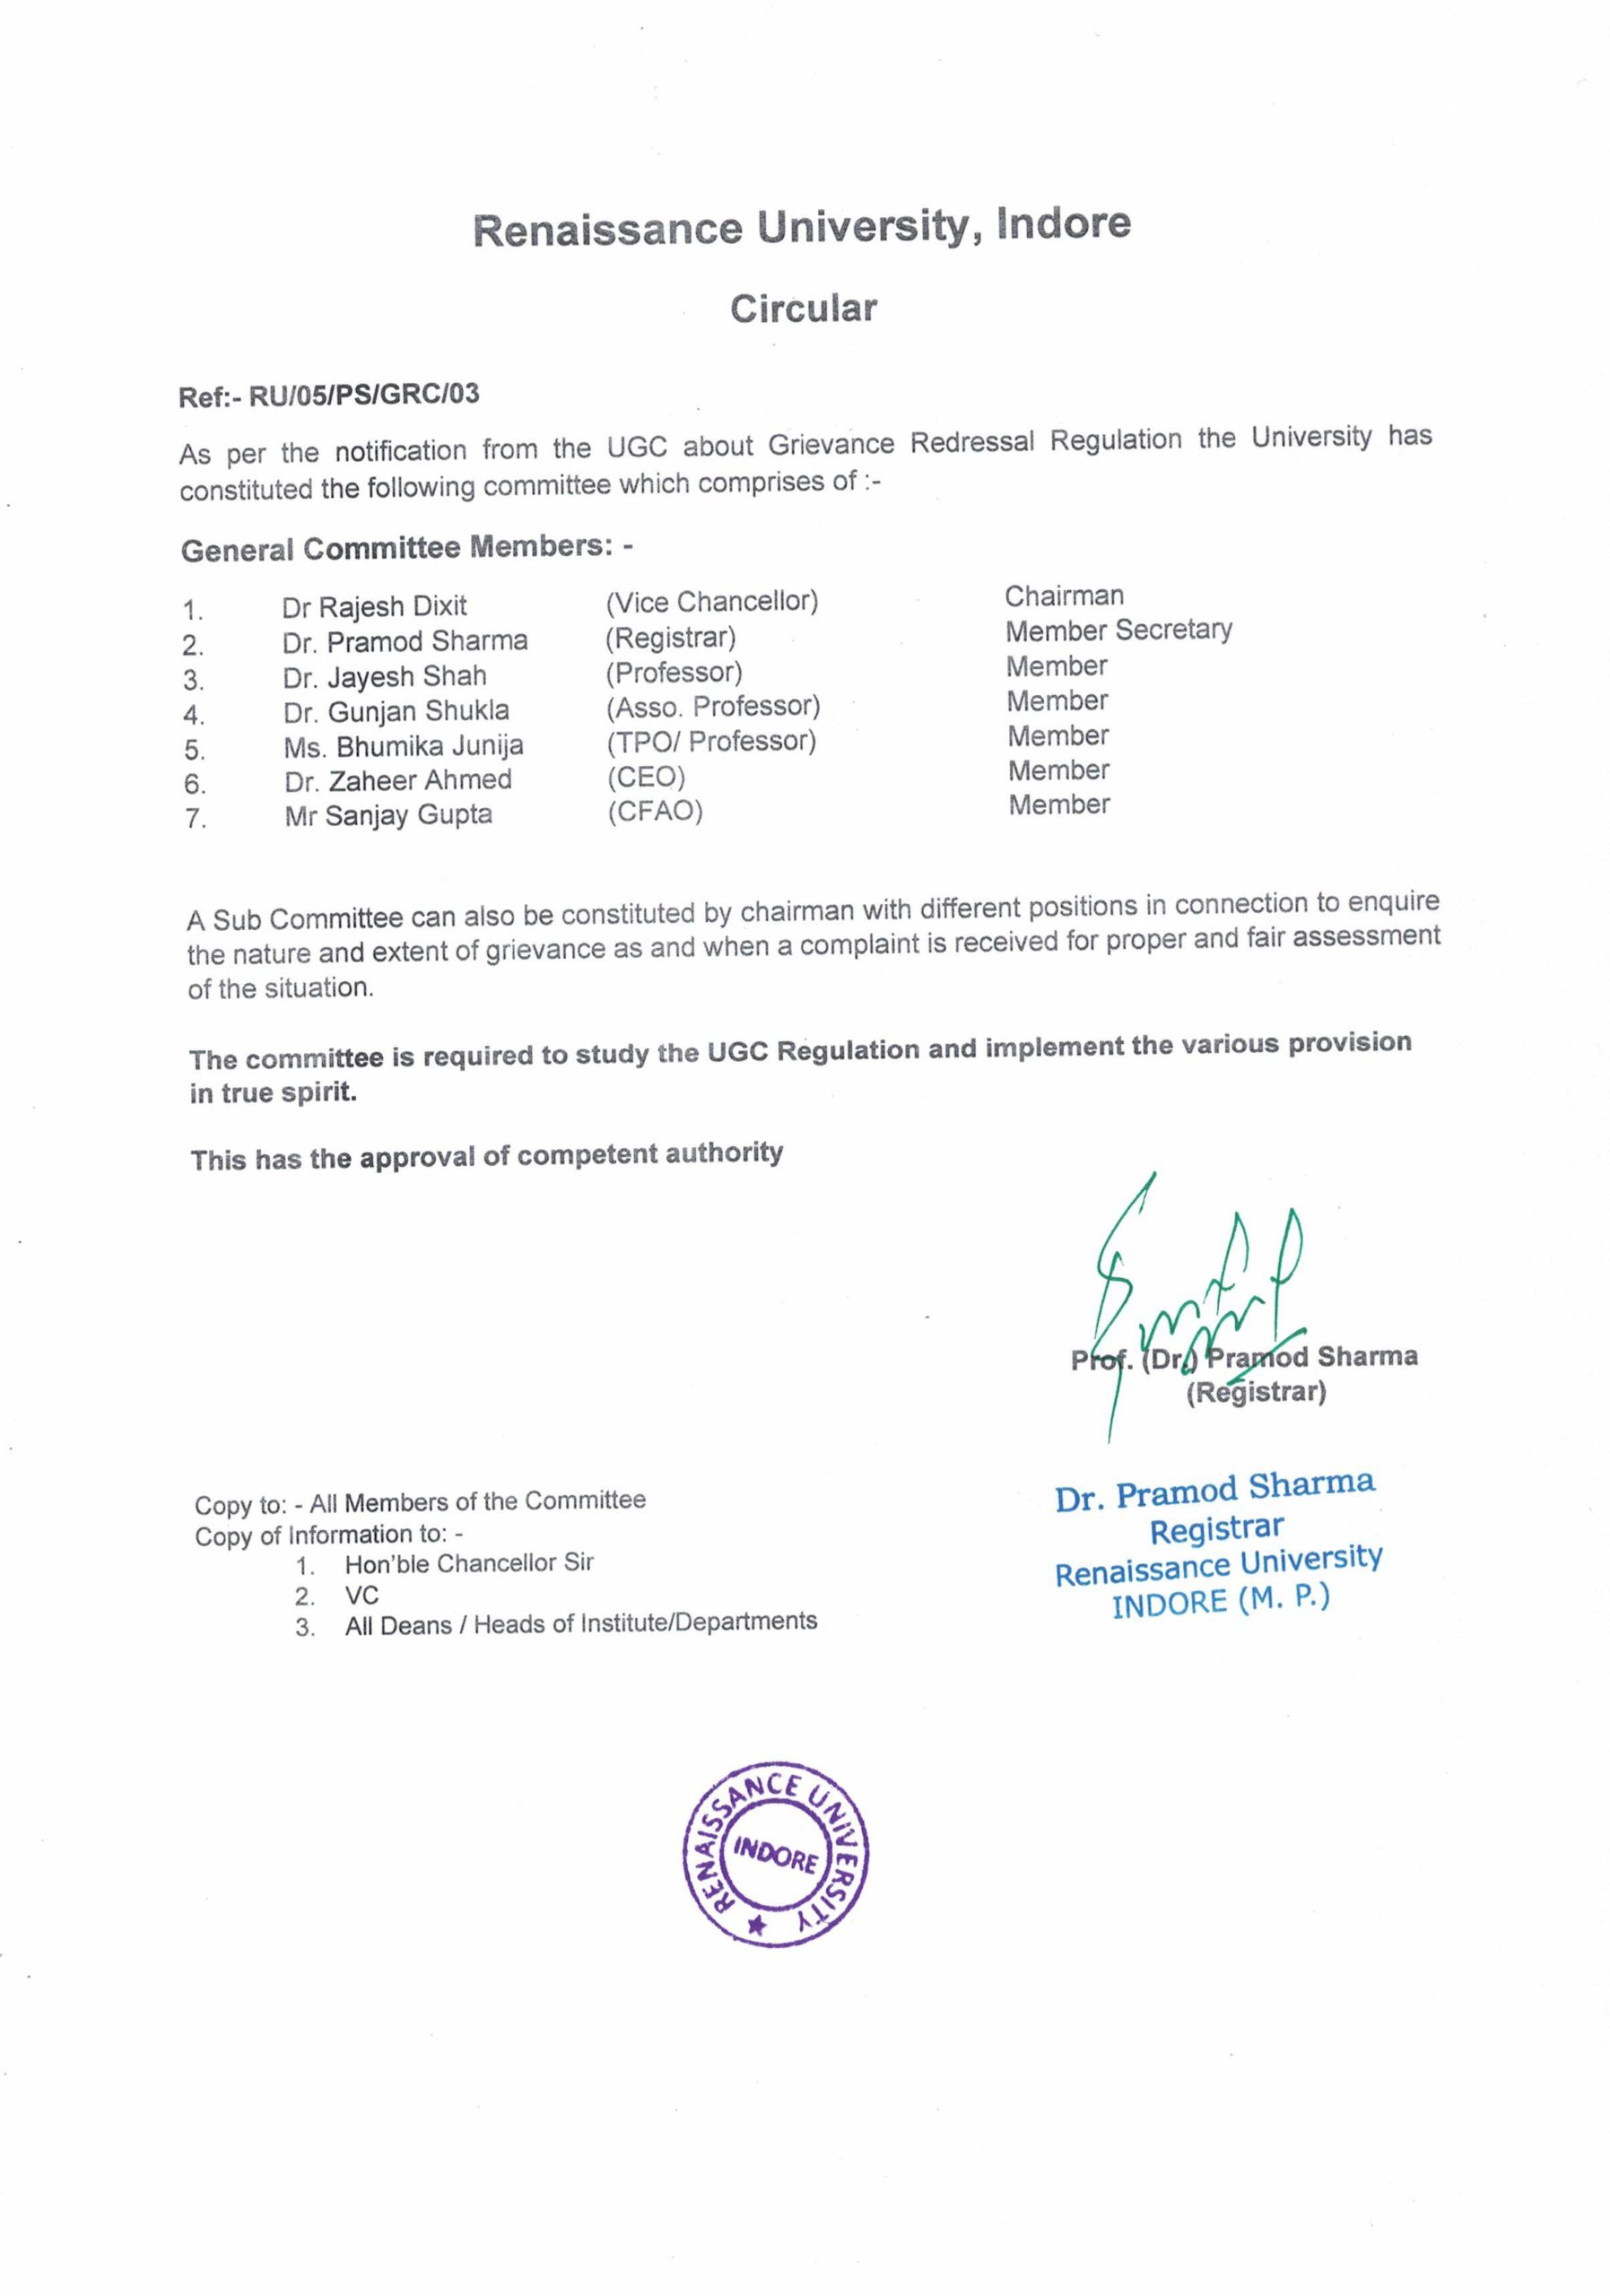 Renaissance University, Indore
Circular
Ref:- RU/05/PS/GRC/03
As per the notification from the UGC about Grievance Redressal Regulation the University has
constituted the following committee which comprises of :-
General Committee Members: -
1. Dr Rajesh Dixit (Vice Chancellor) Chairman
2. Dr. Pramod Sharma (Registrar) Member Secretary
3. Dr. Jayesh Shah (Professor) Member
4. Dr. Gunjan Shukla (Asso. Professor) Member
5. Ms. Bhumika Junija (TPO/ Professor) Member
6. Dr. Zaheer Ahmed (CEO) Member
7. Mr Sanjay Gupta (CFAO) Member
A Sub Committee can also be constituted by chairman with different positions in connection to enquire
the nature and extent of grievance as and when a complaint is received for proper and fair assessment
of the situation.
The committee is required to study the UGC Regulation and implement the various provision
in true spirit.
This has the approval of competent authority
Prof. (Dr.) Pramod Sharma
(Registrar)
Dr. Pramod Sharma
Registrar
Renaissance University
INDORE (M. P.)
Copy to: - All Members of the Committee
Copy of Information to: -
1. Hon'ble Chancellor Sir
2. VC
3. All Deans / Heads of Institute/Departments
RENAISSANCE UNIVERSITY
INDORE